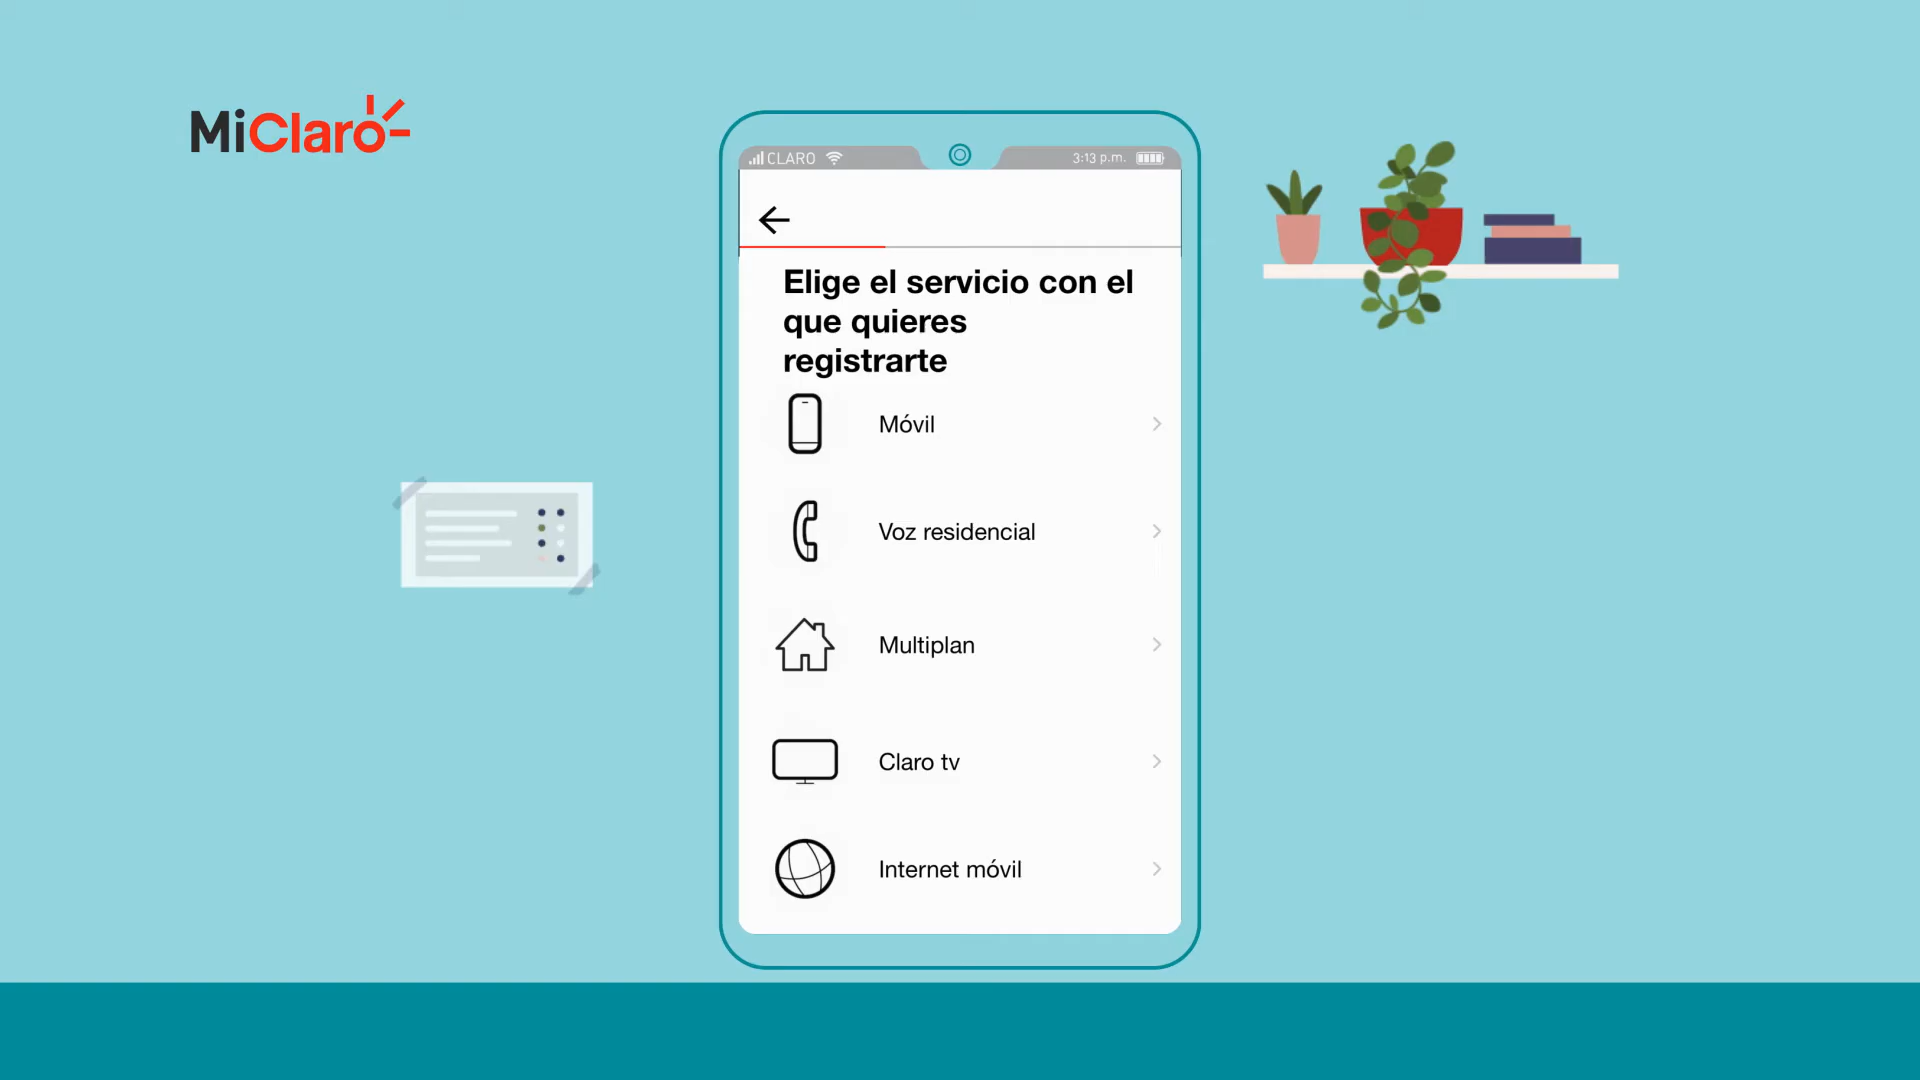 MiClaro
CLARO
3:13 p.m.
Elige el servicio con el
que quieres
registrarte
Móvil
Voz residencial
Multiplan
Claro tv
Internet móvil